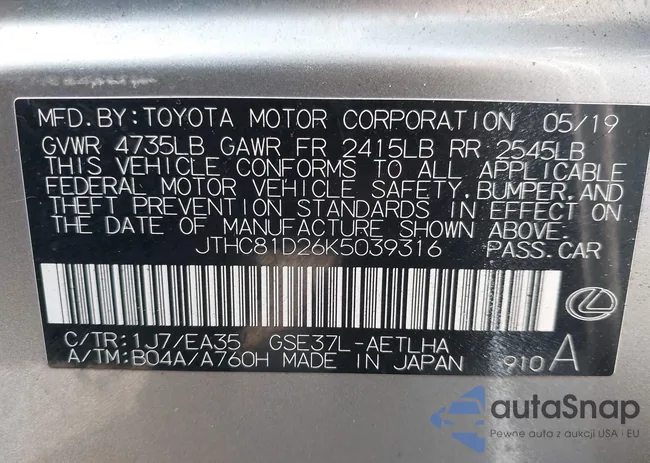 MFD.BY:TOYOTA MOTOR CORPORATION 05/19
GVWR 4735LB GAWR FR 2415LB RR 2545LB
THIS VEHICLE CONFORMS TO ALL APPLICABLE
FEDERAL MOTOR VEHICLE SAFETY, BUMPER, AND
THEFT PREVENTION STANDARDS IN EFFECT ON
THE DATE OF MANUFACTURE SHOWN ABOVE.
JTHC81D26K5039316 PASS.CAR
C/TR:1J7/EA35 GSE37L-AETLHA
A/TM:B04A/A760H MADE IN JAPAN 910 A
autaSnap
Pewne auta z aukcji USA i EU